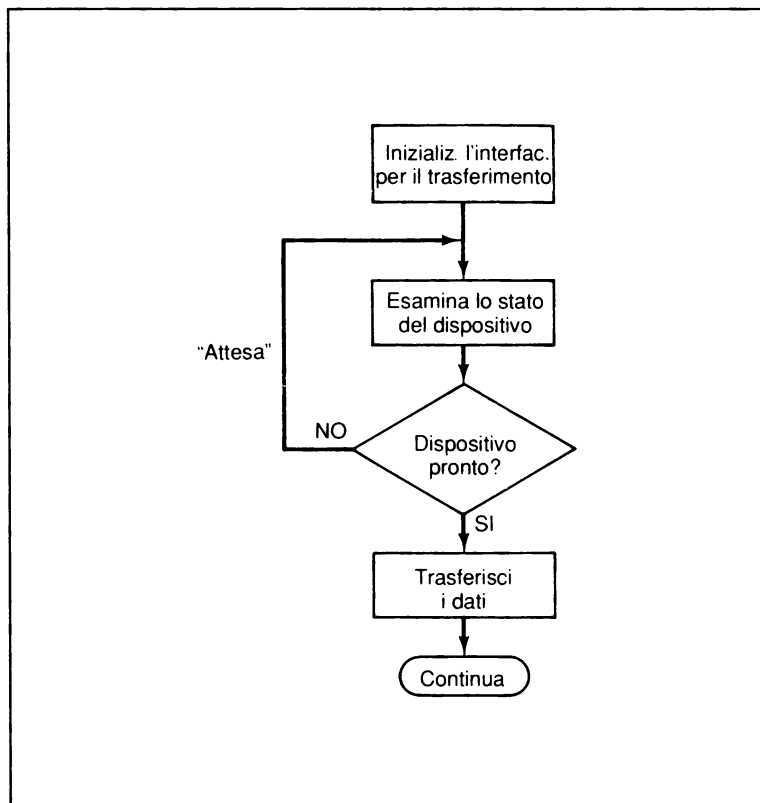 Inizializ. l'interfac.
per il trasferimento
Esamina lo stato
del dispositivo
"Attesa"
NO
Dispositivo
pronto?
SI
Trasferisci
i dati
Continua